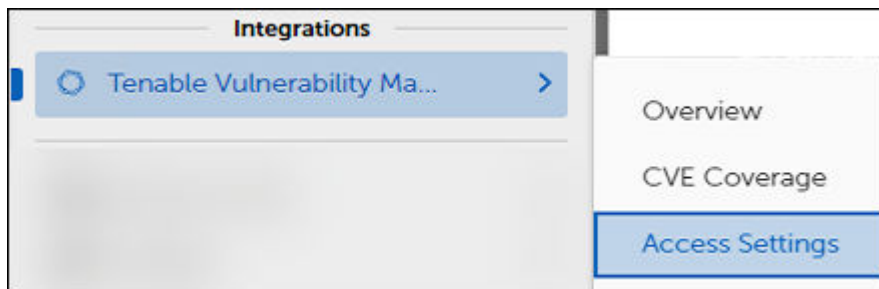 Integrations
Tenable Vulnerability Ma...
Overview
CVE Coverage
Access Settings